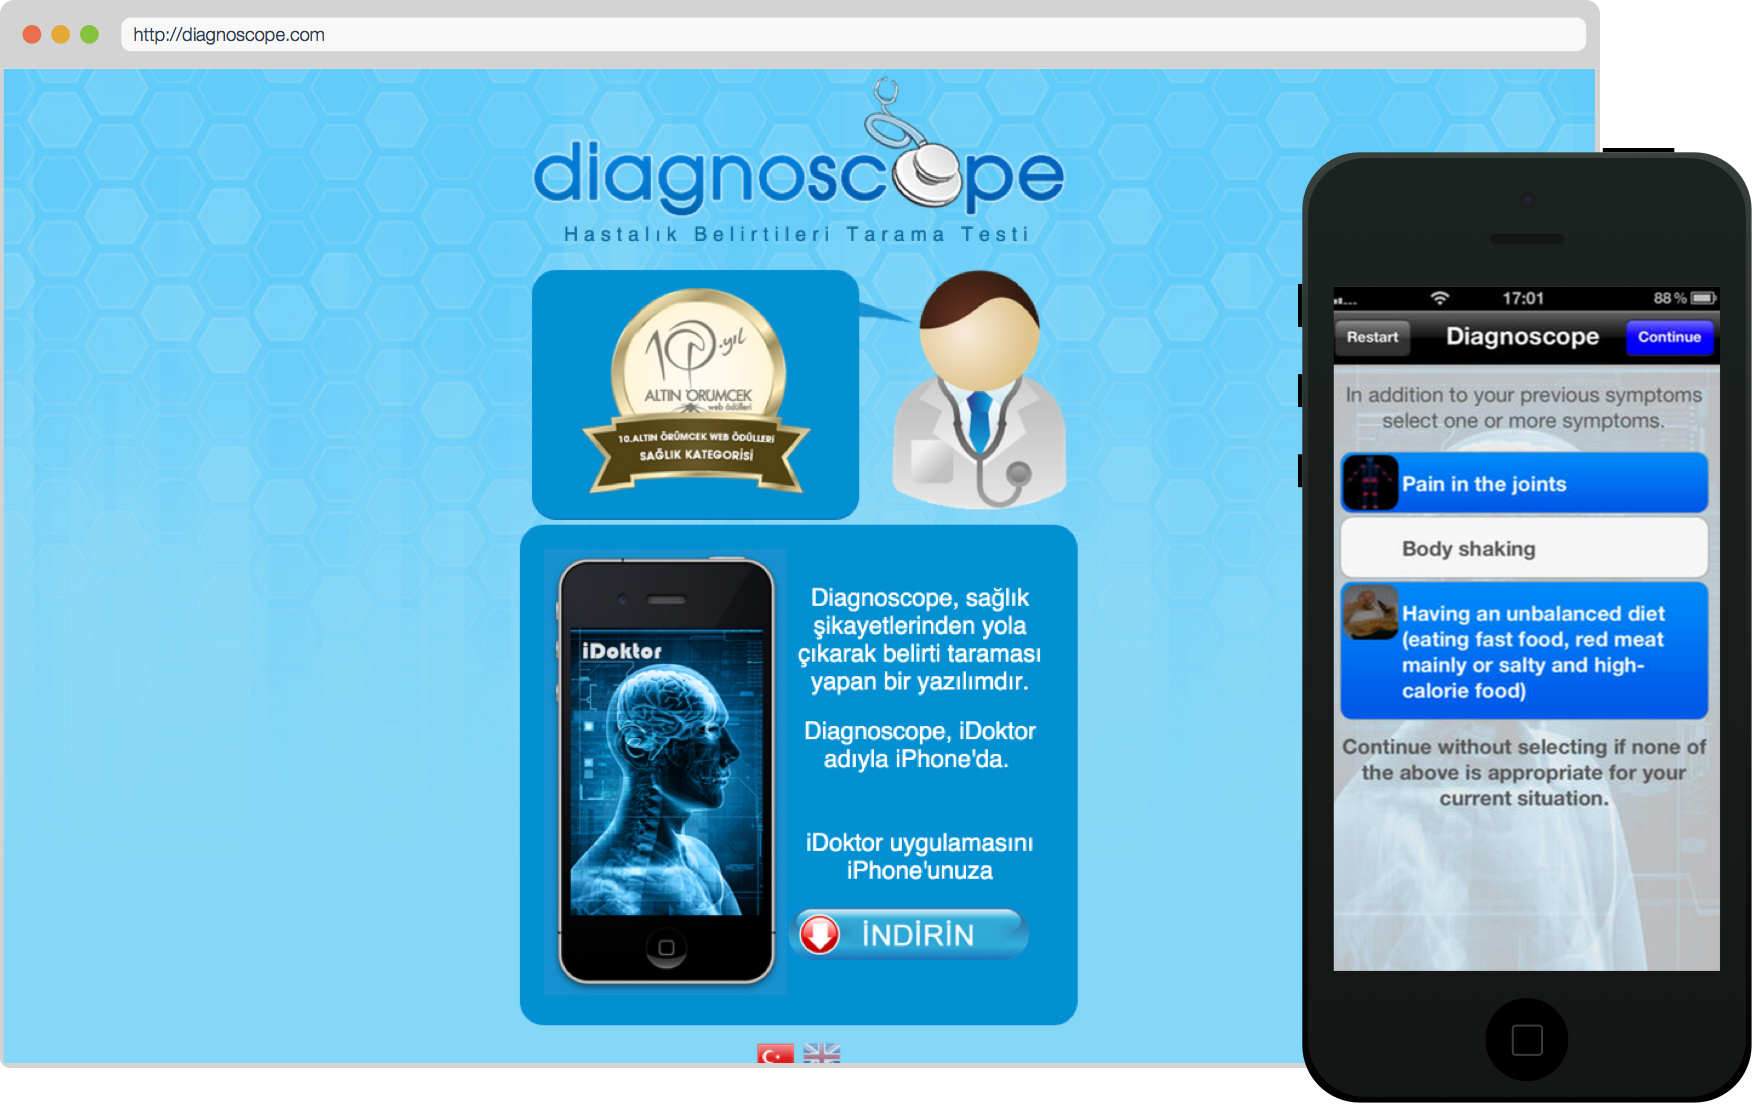 http://diagnoscope.com
diagnoscope
Hastalık Belirtileri Tarama Testi
10.yıl
ALTIN ÖRÜMCEK
web ödülleri
10.ALTIN ÖRÜMCEK WEB ÖDÜLLERİ
SAĞLIK KATEGORİSİ
iDoktor
Diagnoscope, sağlık
şikayetlerinden yola
çıkarak belirti taraması
yapan bir yazılımdır.
Diagnoscope, iDoktor
adıyla iPhone'da.
iDoktor uygulamasını
iPhone'unuza
İNDİRİN
17:01
88 %
Restart
Diagnoscope
Continue
In addition to your previous symptoms
select one or more symptoms.
Pain in the joints
Body shaking
Having an unbalanced diet
(eating fast food, red meat
mainly or salty and high-
calorie food)
Continue without selecting if none of
the above is appropriate for your
current situation.